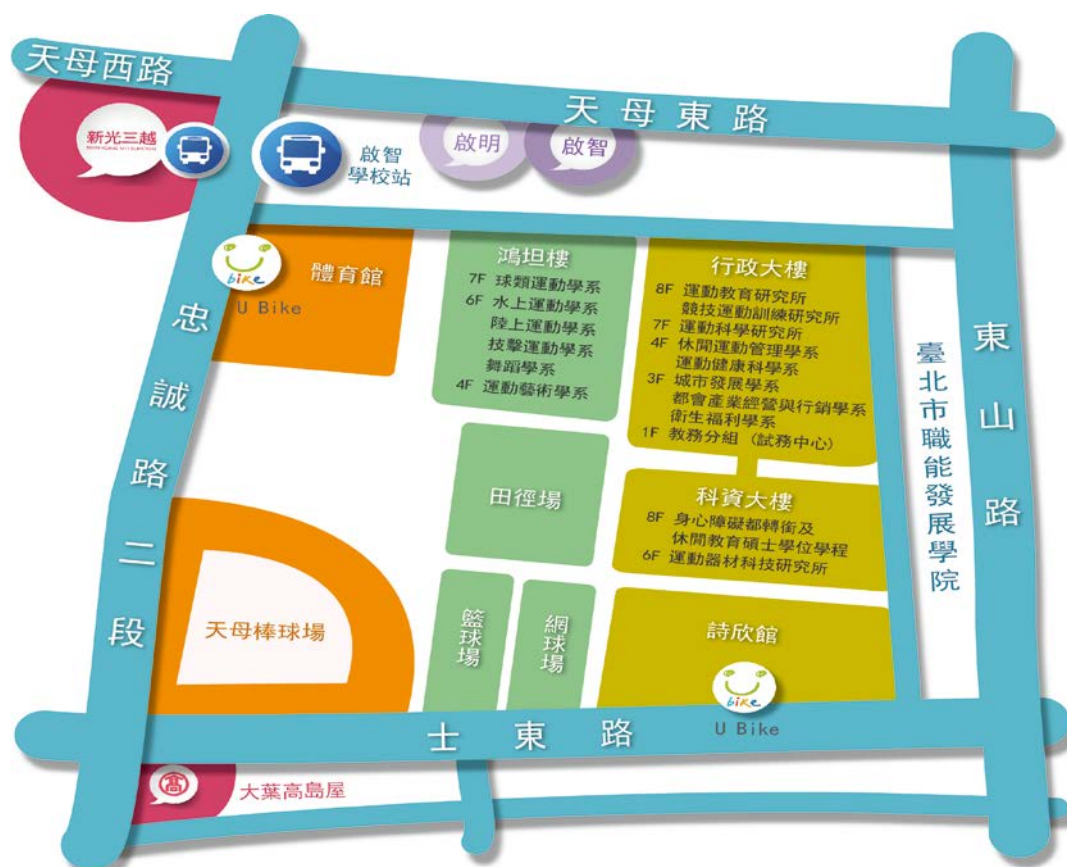 天母西路
天母東路
新光三越
啟智
學校站
啟明
啟智
體育館
bike
U Bike
鴻坦樓
7F 球類運動學系
6F 水上運動學系
陸上運動學系
技擊運動學系
舞蹈學系
4F 運動藝術學系
行政大樓
8F 運動教育研究所
競技運動訓練研究所
7F 運動科學研究所
4F 休閒運動管理學系
運動健康科學系
3F 城市發展學系
都會產業經營與行銷學系
衛生福利學系
1F 教務分組（試務中心）
忠誠路二段
東山路
臺北市職能發展學院
田徑場
科資大樓
8F 身心障礙都轉銜及
休閒教育碩士學位學程
6F 運動器材科技研究所
天母棒球場
籃球場
網球場
詩欣館
bike
U Bike
士東路
高
大葉高島屋